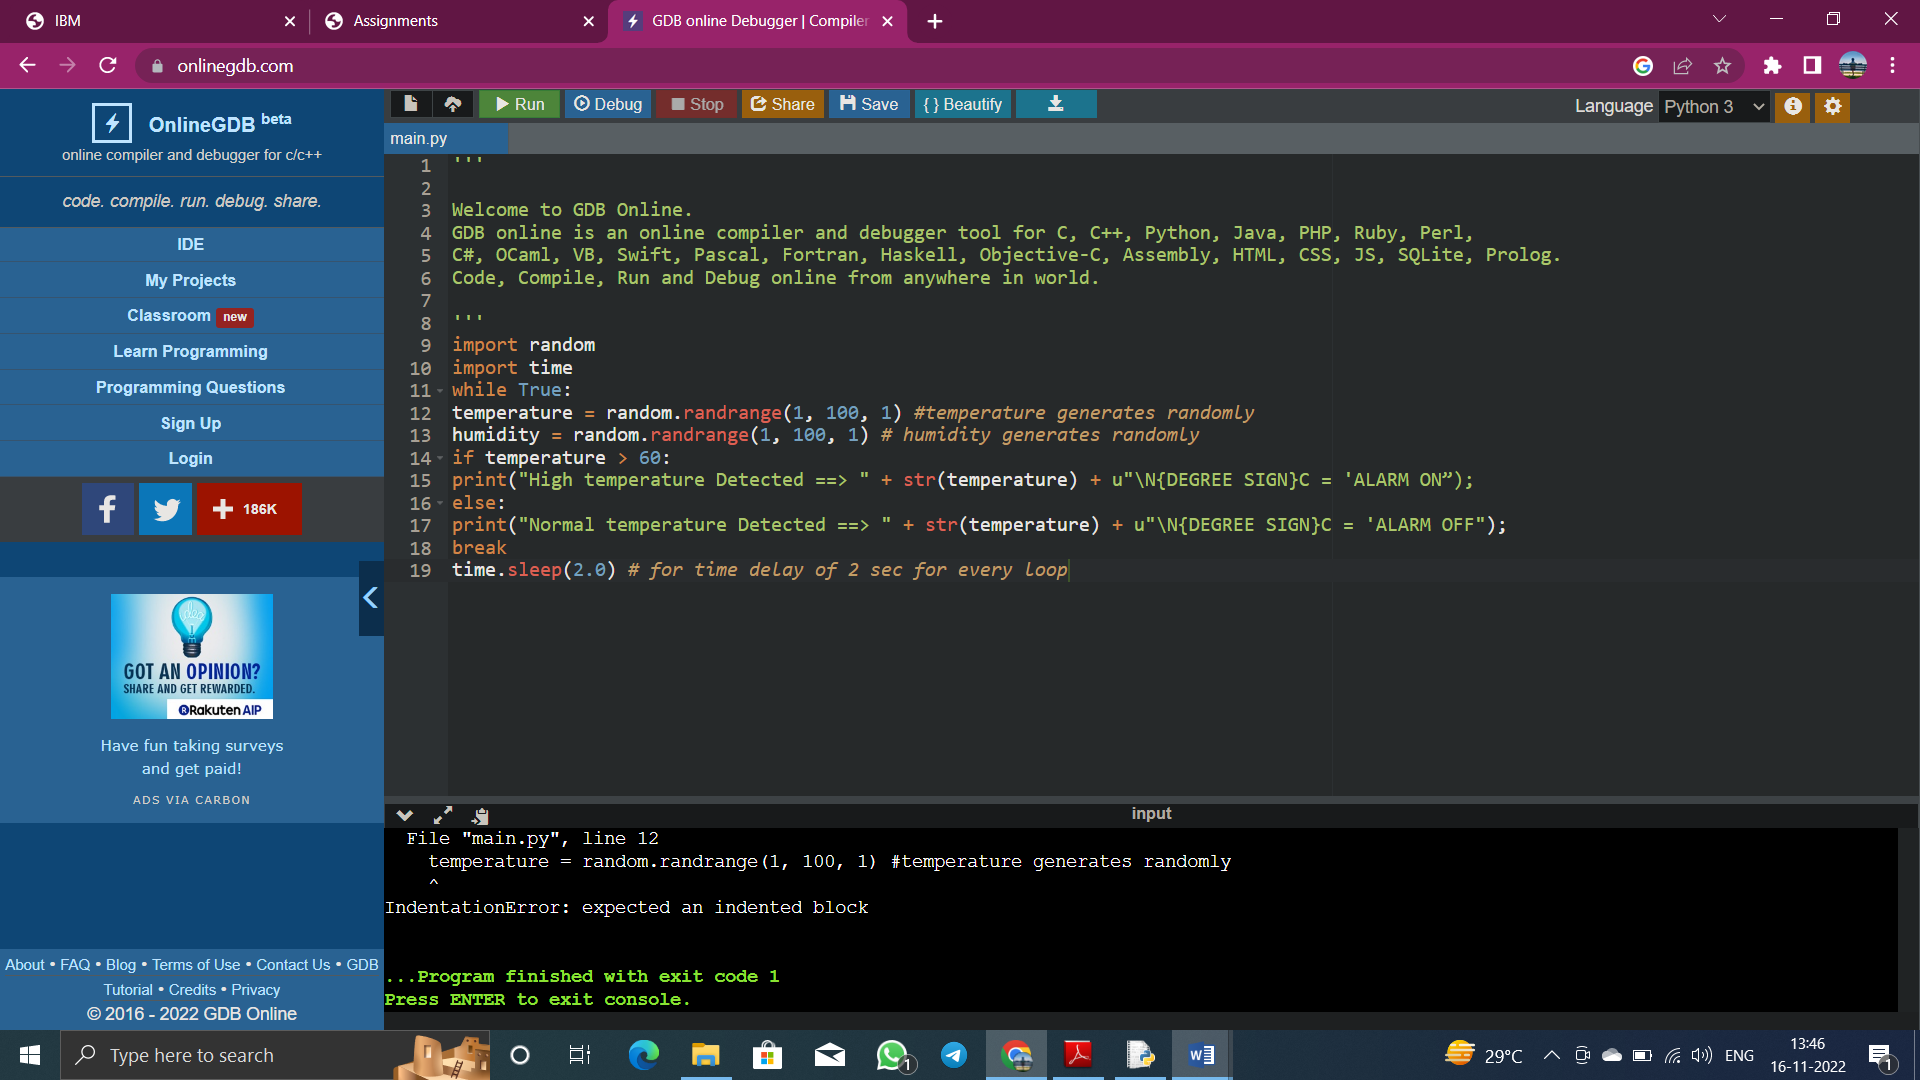 IBM
Assignments
GDB online Debugger | Compiler
onlinegdb.com
OnlineGDB beta
online compiler and debugger for c/c++
code. compile. run. debug. share.
IDE
My Projects
Classroom new
Learn Programming
Programming Questions
Sign Up
Login
f
186K
GOT AN OPINION?
SHARE AND GET REWARDED.
Rakuten AIP
Have fun taking surveys
and get paid!
ADS VIA CARBON
About • FAQ • Blog • Terms of Use • Contact Us • GDB
Tutorial • Credits • Privacy
© 2016 - 2022 GDB Online
Run Debug Stop Share Save { } Beautify
Language Python 3
main.py
1 '''
2
3 Welcome to GDB Online.
4 GDB online is an online compiler and debugger tool for C, C++, Python, Java, PHP, Ruby, Perl,
5 C#, OCaml, VB, Swift, Pascal, Fortran, Haskell, Objective-C, Assembly, HTML, CSS, JS, SQLite, Prolog.
6 Code, Compile, Run and Debug online from anywhere in world.
7
8 '''
9 import random
10 import time
11 while True:
12 temperature = random.randrange(1, 100, 1) #temperature generates randomly
13 humidity = random.randrange(1, 100, 1) # humidity generates randomly
14 if temperature > 60:
15 print("High temperature Detected ==> " + str(temperature) + u"\N{DEGREE SIGN}C = 'ALARM ON”);
16 else:
17 print("Normal temperature Detected ==> " + str(temperature) + u"\N{DEGREE SIGN}C = 'ALARM OFF");
18 break
19 time.sleep(2.0) # for time delay of 2 sec for every loop
input
File "main.py", line 12
temperature = random.randrange(1, 100, 1) #temperature generates randomly
^
IndentationError: expected an indented block
...Program finished with exit code 1
Press ENTER to exit console.
Type here to search
1
29°C
ENG
13:46
16-11-2022
1